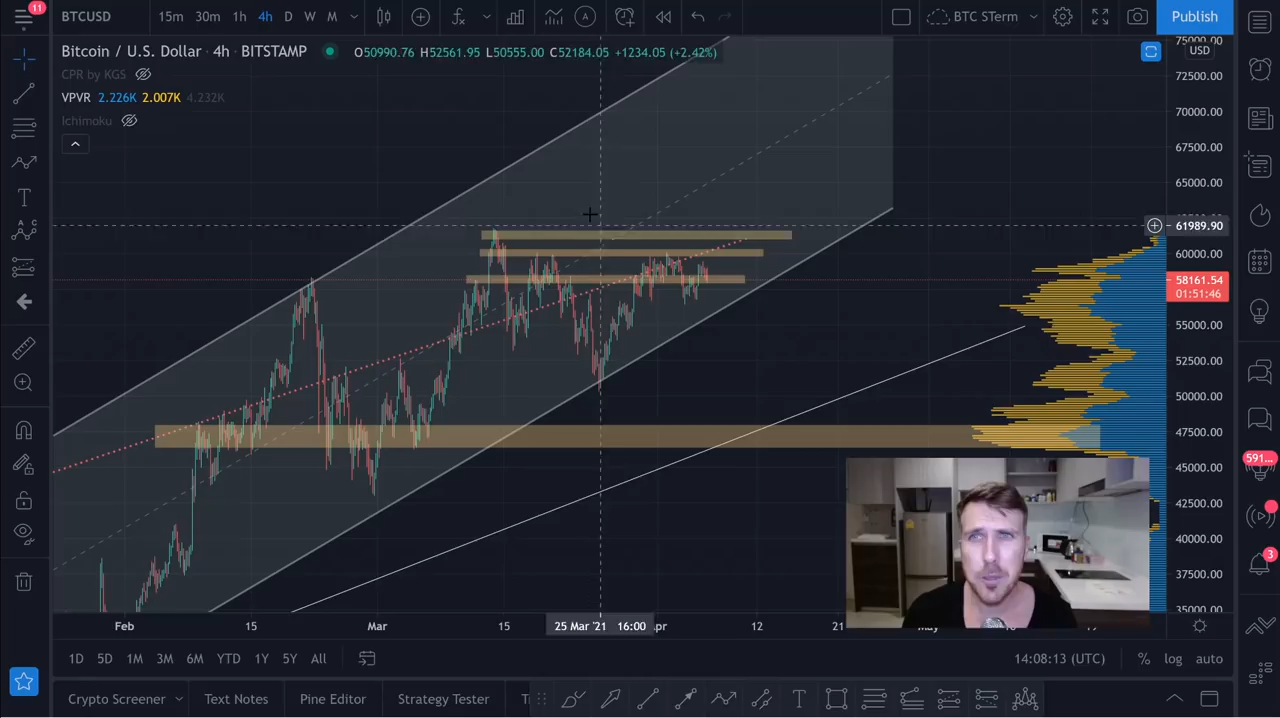 11
BTCUSD 15m 30m 1h 4h D W M BTC STerm Publish
Bitcoin / U.S. Dollar · 4h · BITSTAMP O50990.76 H52561.95 L50555.00 C52184.05 +1234.05 (+2.42%)
CPR by KGS
VPVR 2.226K 2.007K 4.232K
Ichimoku
75000.00
USD
72500.00
70000.00
67500.00
65000.00
61989.90
60000.00
58161.54
01:51:46
55000.00
52500.00
50000.00
47500.00
45000.00
42500.00
40000.00
37500.00
35000.00
591...
3
Feb 15 Mar 15 25 Mar '21 16:00 pr 12 21
1D 5D 1M 3M 6M YTD 1Y 5Y All 14:08:13 (UTC) % log auto
Crypto Screener Text Notes Pine Editor Strategy Tester